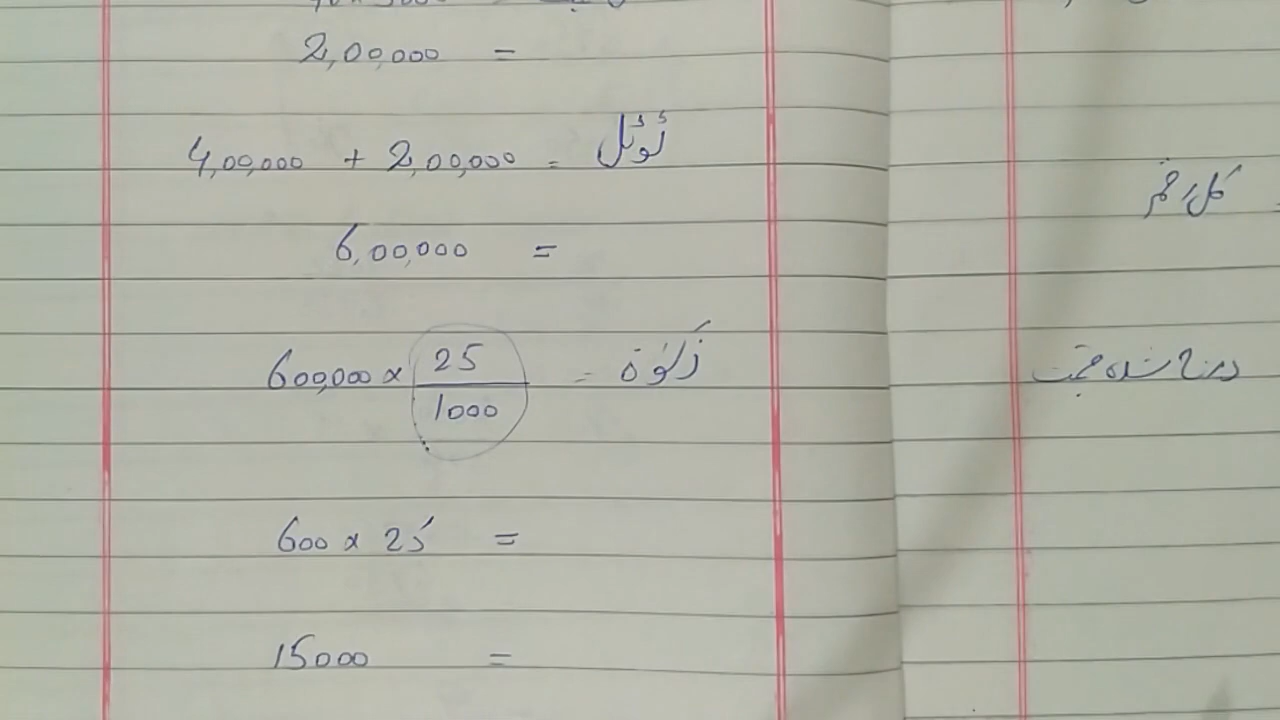 2,00,000 =
4,00,000 + 2,00,000 = ٹوٹل
6,00,000 =
600,000 × 25/1000 = زکوٰۃ
600 × 25 =
15000 =
کل رقم